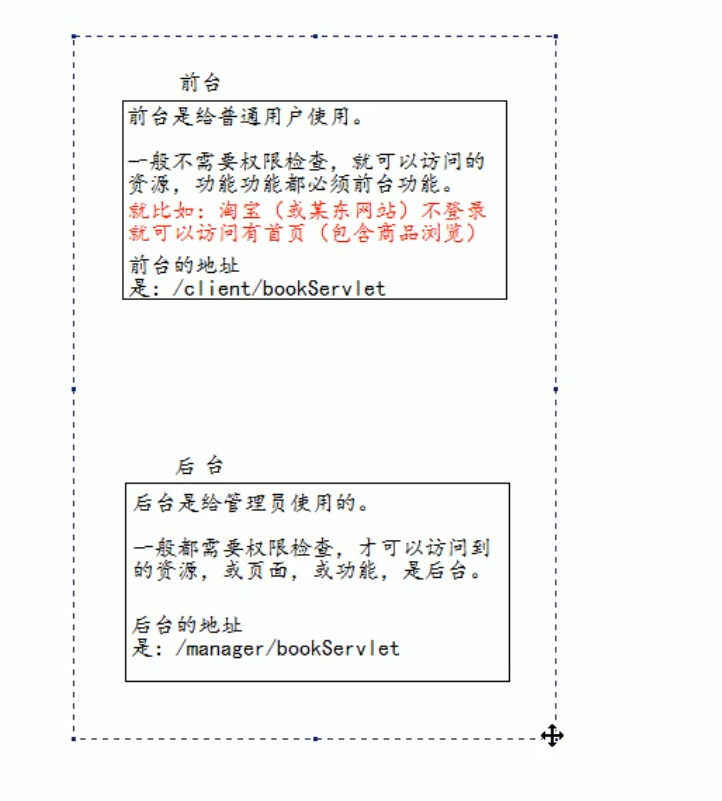 前台
前台是给普通用户使用。
一般不需要权限检查，就可以访问的
资源，功能功能都必须前台功能。
就比如：淘宝（或某东网站）不登录
就可以访问有首页（包含商品浏览）
前台的地址
是：/client/bookServlet
后 台
后台是给管理员使用的。
一般都需要权限检查，才可以访问到
的资源，或页面，或功能，是后台。
后台的地址
是：/manager/bookServlet